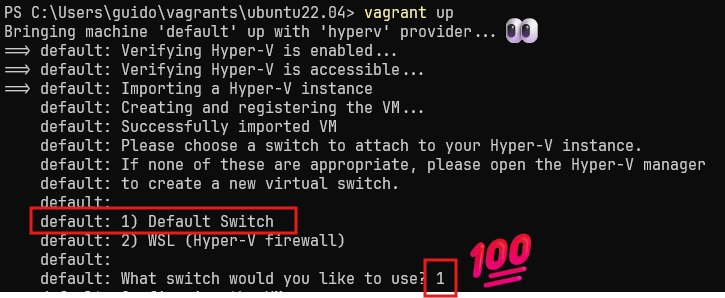 PS C:\Users\guido\vagrants\ubuntu22.04> vagrant up
Bringing machine 'default' up with 'hyperv' provider... 👀
==> default: Verifying Hyper-V is enabled...
==> default: Verifying Hyper-V is accessible...
==> default: Importing a Hyper-V instance
default: Creating and registering the VM...
default: Successfully imported VM
default: Please choose a switch to attach to your Hyper-V instance.
default: If none of these are appropriate, please open the Hyper-V manager
default: to create a new virtual switch.
default:
default: 1) Default Switch
default:
default: 2) WSL (Hyper-V firewall)
default:
default: What switch would you like to use? 1
💯